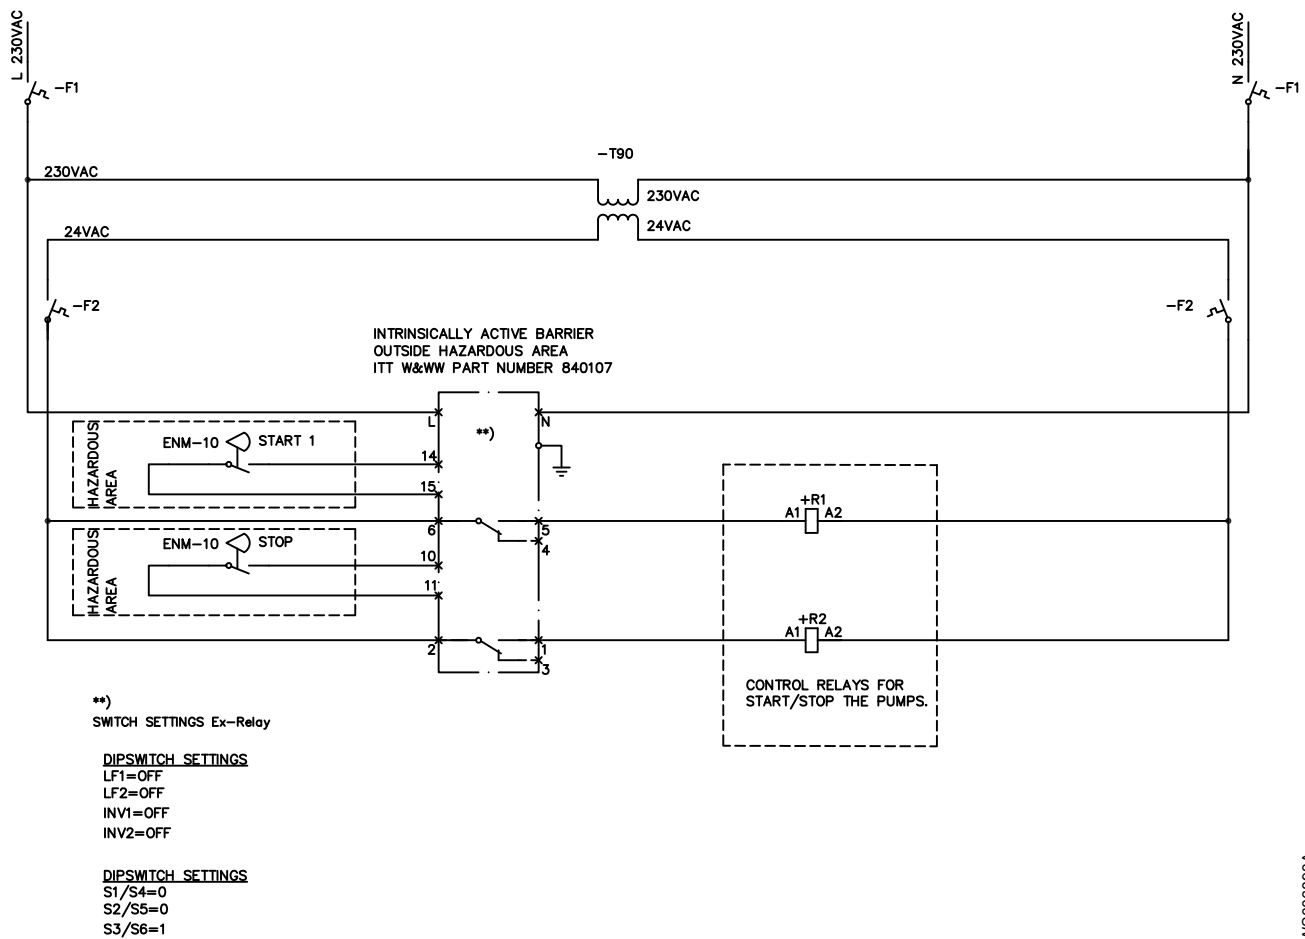 L 230VAC
N 230VAC
-F1
-F1
-T90
230VAC
230VAC
24VAC
24VAC
-F2
-F2
INTRINSICALLY ACTIVE BARRIER
OUTSIDE HAZARDOUS AREA
ITT W&WW PART NUMBER 840107
L
N
**)
HAZARDOUS
AREA
ENM-10
START 1
14
15
6
5
4
+R1
A1
A2
HAZARDOUS
AREA
ENM-10
STOP
10
11
2
1
3
+R2
A1
A2
CONTROL RELAYS FOR
START/STOP THE PUMPS.
**)
SWITCH SETTINGS Ex-Relay
DIPSWITCH SETTINGS
LF1=OFF
LF2=OFF
INV1=OFF
INV2=OFF
DIPSWITCH SETTINGS
S1/S4=0
S2/S5=0
S3/S6=1